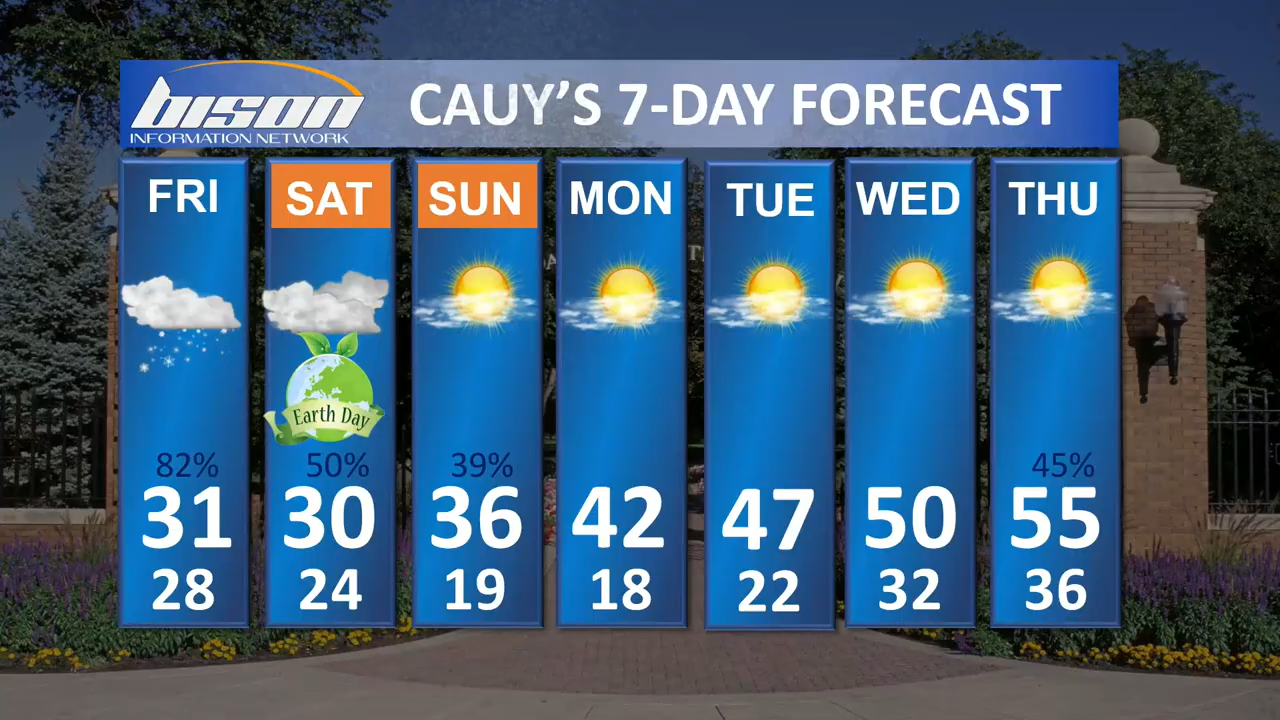 bison
INFORMATION NETWORK
CAUY'S 7-DAY FORECAST
FRI SAT SUN MON TUE WED THU
Earth Day
82% 50% 39% 45%
31 30 36 42 47 50 55
28 24 19 18 22 32 36